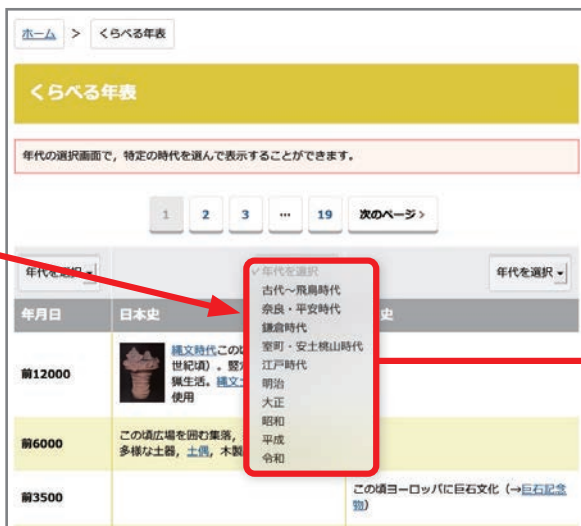 ホーム > くらべる年表
くらべる年表
年代の選択画面で，特定の時代を選んで表示することができます。
1 2 3 … 19 次のページ >
年代を選択 年代を選択
✓年代を選択
古代～飛鳥時代
奈良・平安時代
鎌倉時代
室町・安土桃山時代
江戸時代
明治
大正
昭和
平成
令和
年月日 日本史 史
前12000 縄文時代この
世紀頃）。竪
猟生活。縄文
使用
前6000 この頃広場を囲む集落，
多様な土器，土偶，木製
前3500 この頃ヨーロッパに巨石文化（→巨石記念
物）